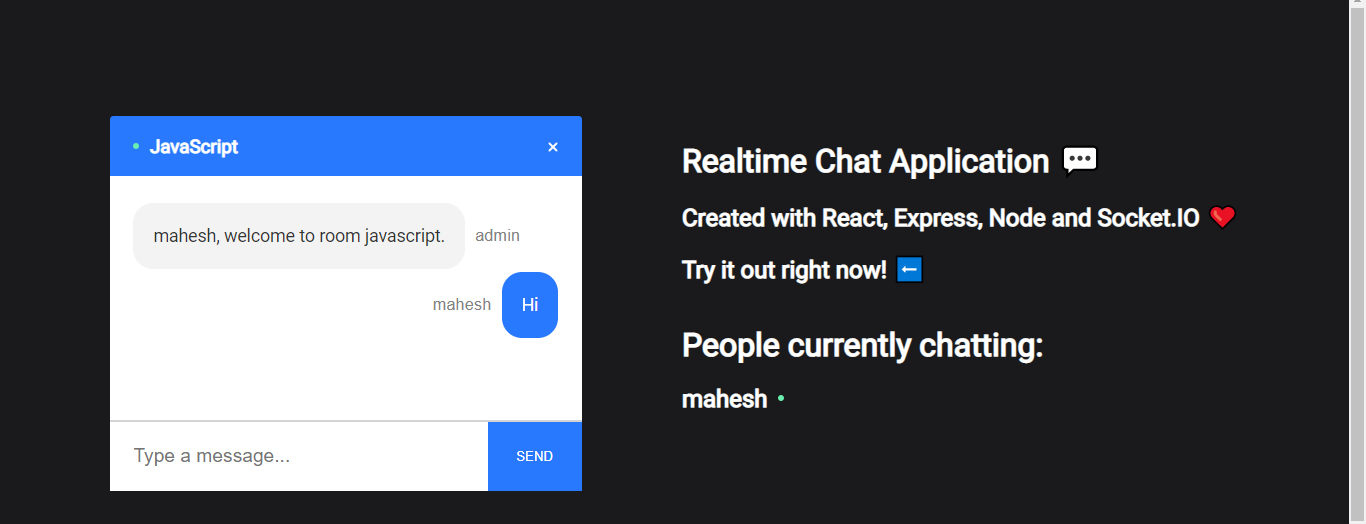 JavaScript ×
mahesh, welcome to room javascript. admin
mahesh Hi
Type a message...
SEND
Realtime Chat Application 💬
Created with React, Express, Node and Socket.IO ❤️
Try it out right now! ⬅️
People currently chatting:
mahesh